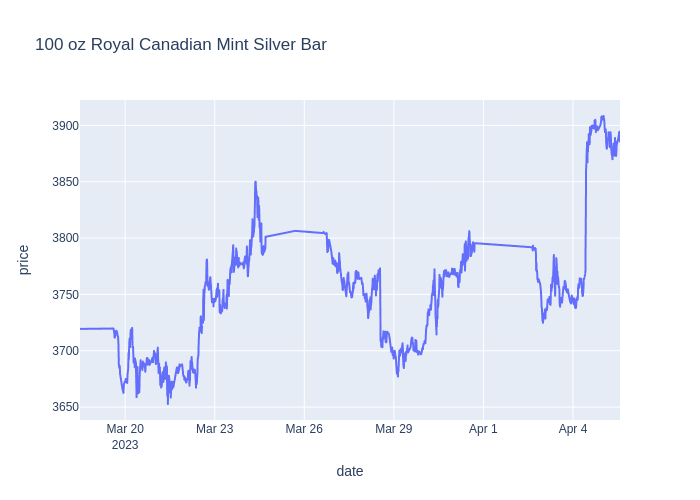 100 oz Royal Canadian Mint Silver Bar
3900
3850
3800
3750
3700
3650
price
Mar 20
2023
Mar 23
Mar 26
Mar 29
Apr 1
Apr 4
date